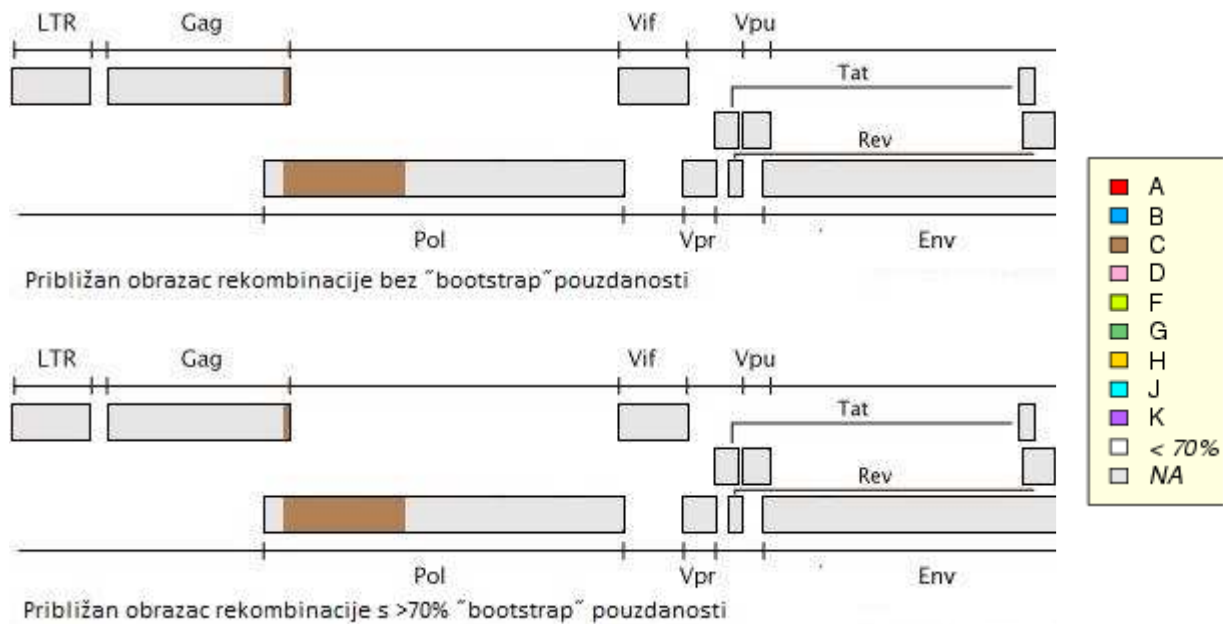 LTR Gag Vif Vpu
Tat
Rev
Pol Vpr Env
Približan obrazac rekombinacije bez ˝bootstrap˝ pouzdanosti
LTR Gag Vif Vpu
Tat
Rev
Pol Vpr Env
Približan obrazac rekombinacije s >70% ˝bootstrap˝ pouzdanosti
A
B
C
D
F
G
H
J
K
< 70%
NA